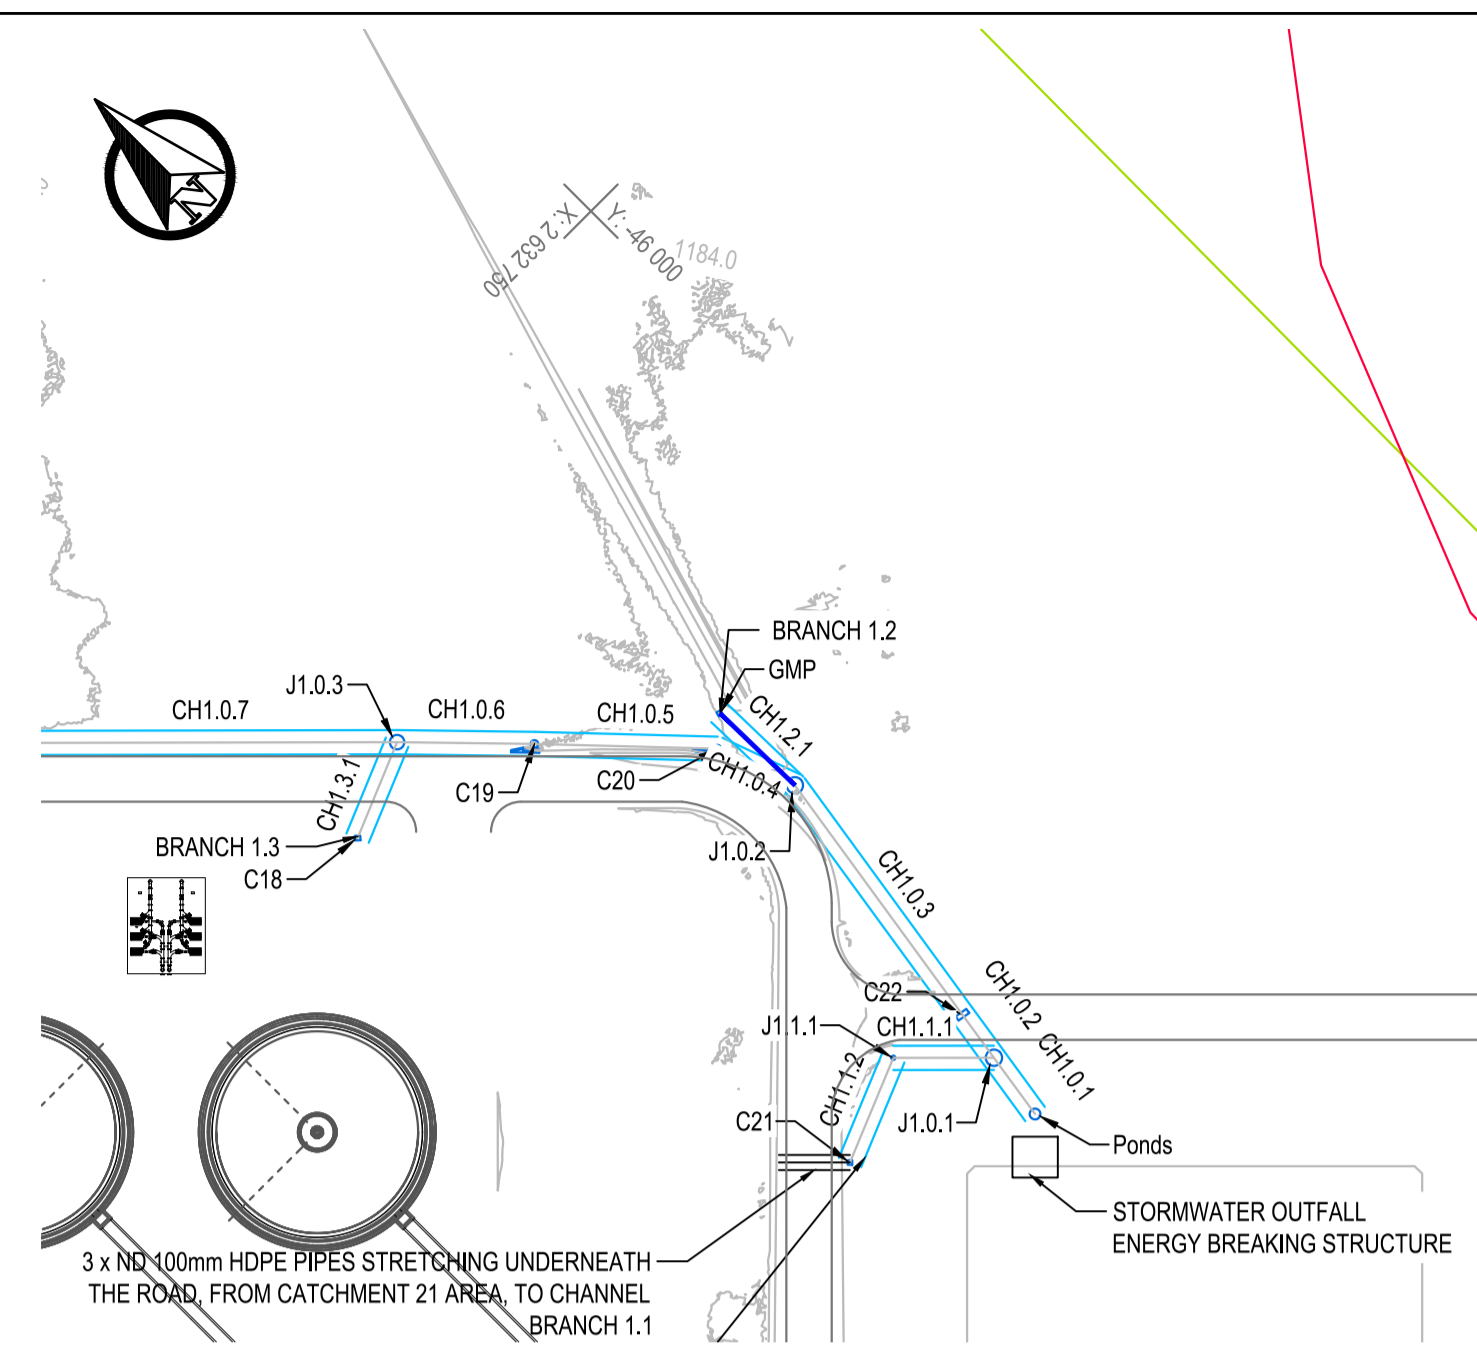 N
X: 2 632 750
Y: -46 000
1184.0
BRANCH 1.2
GMP
J1.0.3
CH1.0.7
CH1.0.6
CH1.0.5
CH1.2.1
CH1.0.4
C19
C20
CH1.3.1
BRANCH 1.3
C18
J1.0.2
CH1.0.3
C22
CH1.0.2
J1.1.1
CH1.1.1
CH1.0.1
CH1.1.2
C21
J1.0.1
Ponds
STORMWATER OUTFALL
ENERGY BREAKING STRUCTURE
3 x ND 100mm HDPE PIPES STRETCHING UNDERNEATH
THE ROAD, FROM CATCHMENT 21 AREA, TO CHANNEL
BRANCH 1.1